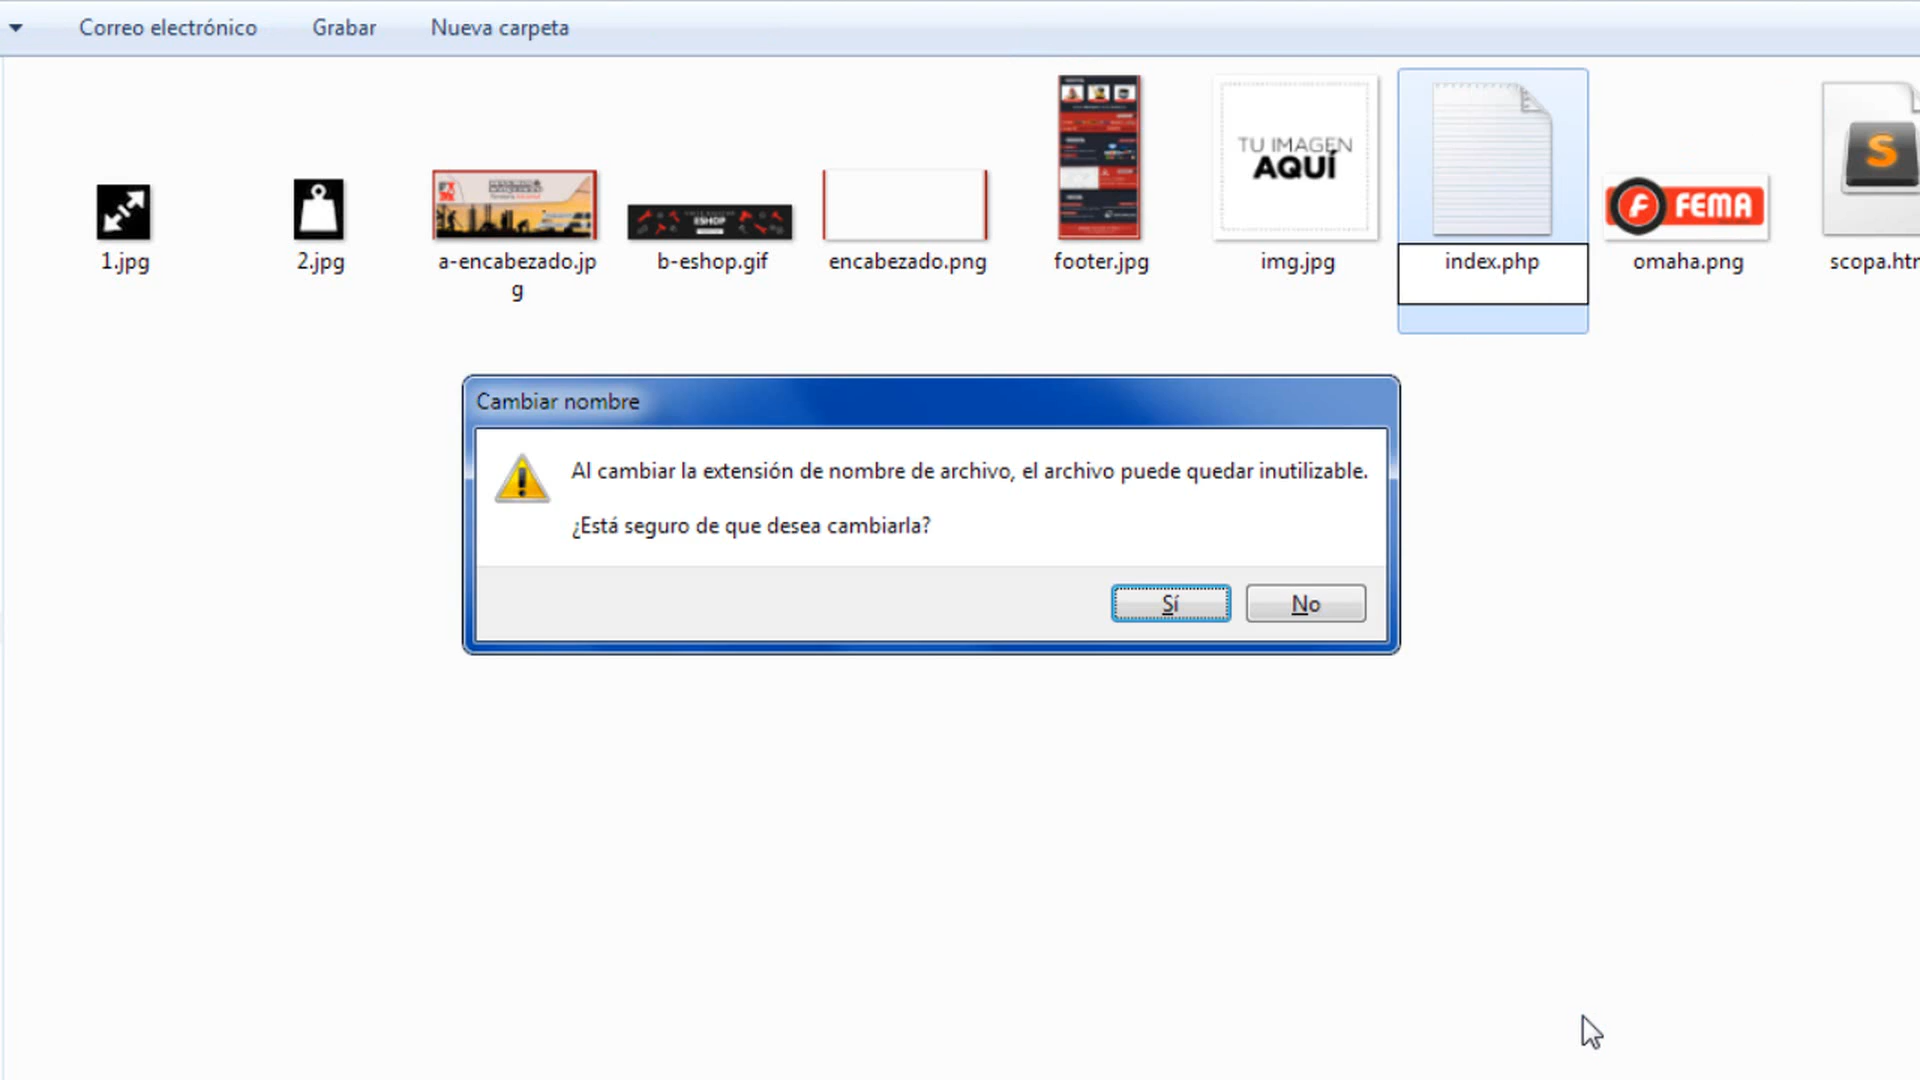 Correo electrónico Grabar Nueva carpeta
TU IMAGEN
AQUÍ
S
ESHOP
F FEMA
1.jpg 2.jpg a-encabezado.jp b-eshop.gif encabezado.png footer.jpg img.jpg index.php omaha.png scopa.htm
g
Cambiar nombre
Al cambiar la extensión de nombre de archivo, el archivo puede quedar inutilizable.
¿Está seguro de que desea cambiarla?
Sí No